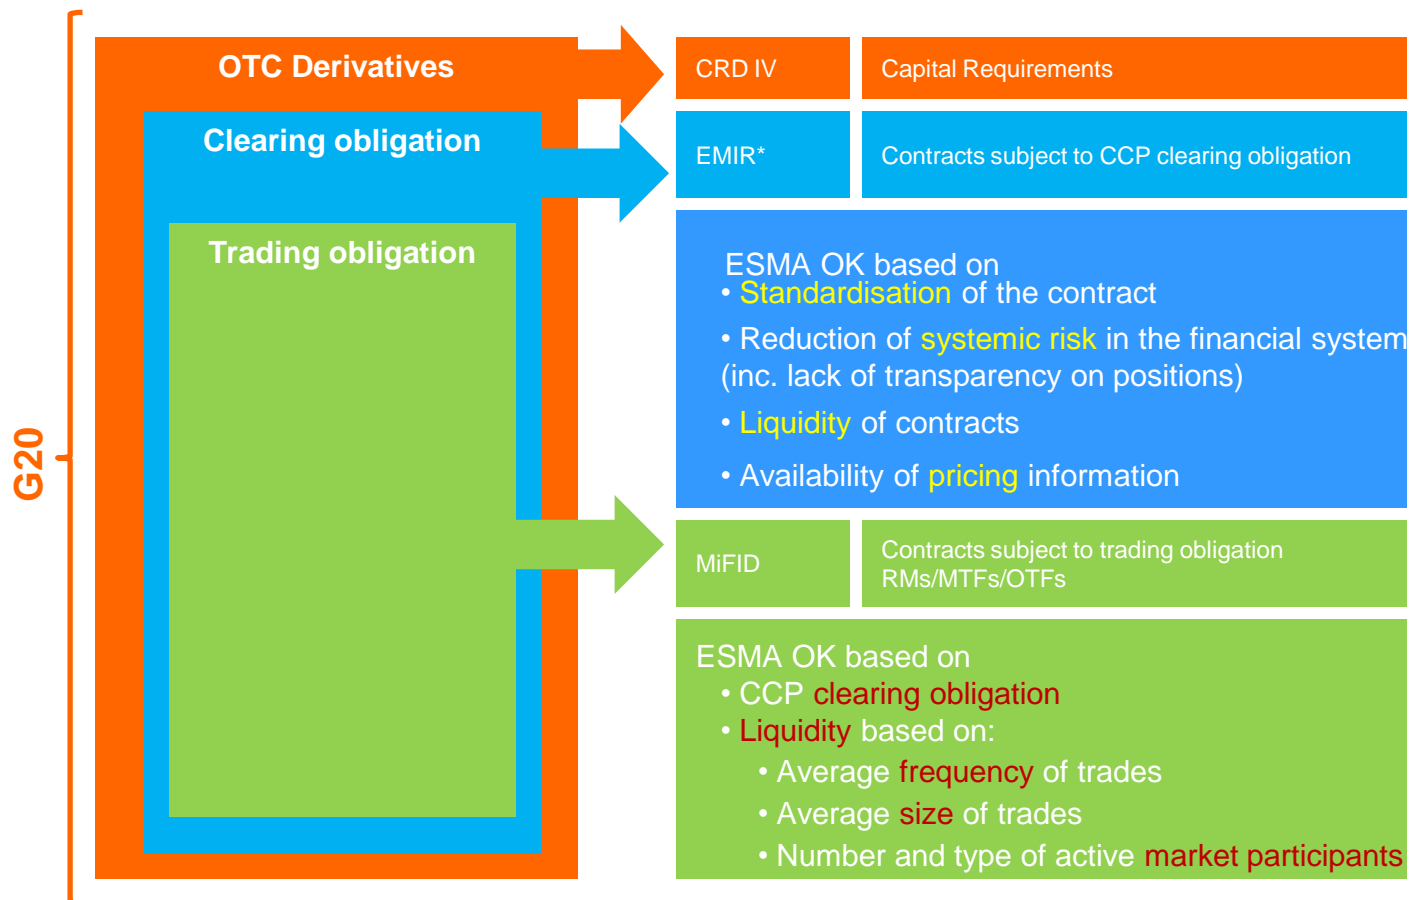 G20
OTC Derivatives
Clearing obligation
Trading obligation
CRD IV
Capital Requirements
EMIR*
Contracts subject to CCP clearing obligation
ESMA OK based on
• Standardisation of the contract
• Reduction of systemic risk in the financial system
(inc. lack of transparency on positions)
• Liquidity of contracts
• Availability of pricing information
MiFID
Contracts subject to trading obligation
RMs/MTFs/OTFs
ESMA OK based on
• CCP clearing obligation
• Liquidity based on:
• Average frequency of trades
• Average size of trades
• Number and type of active market participants